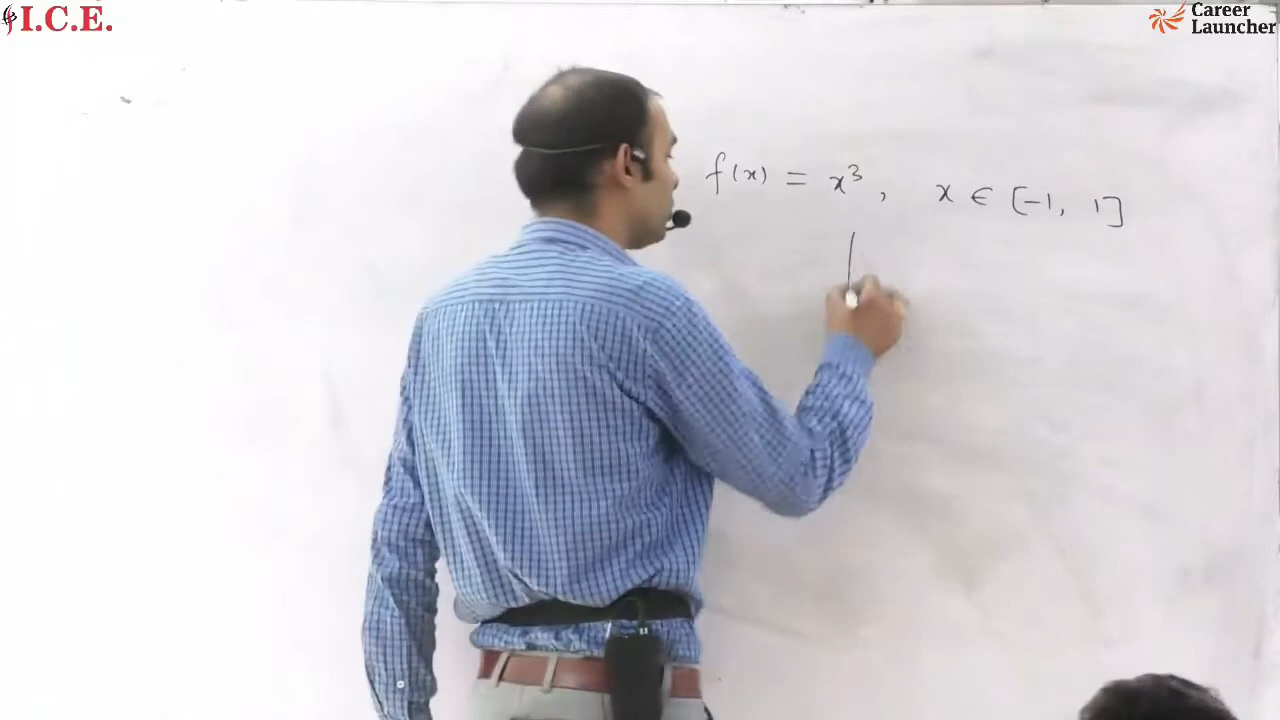 I.C.E.
Career
Launcher
f(x) = x³, x ∈ [-1, 1]